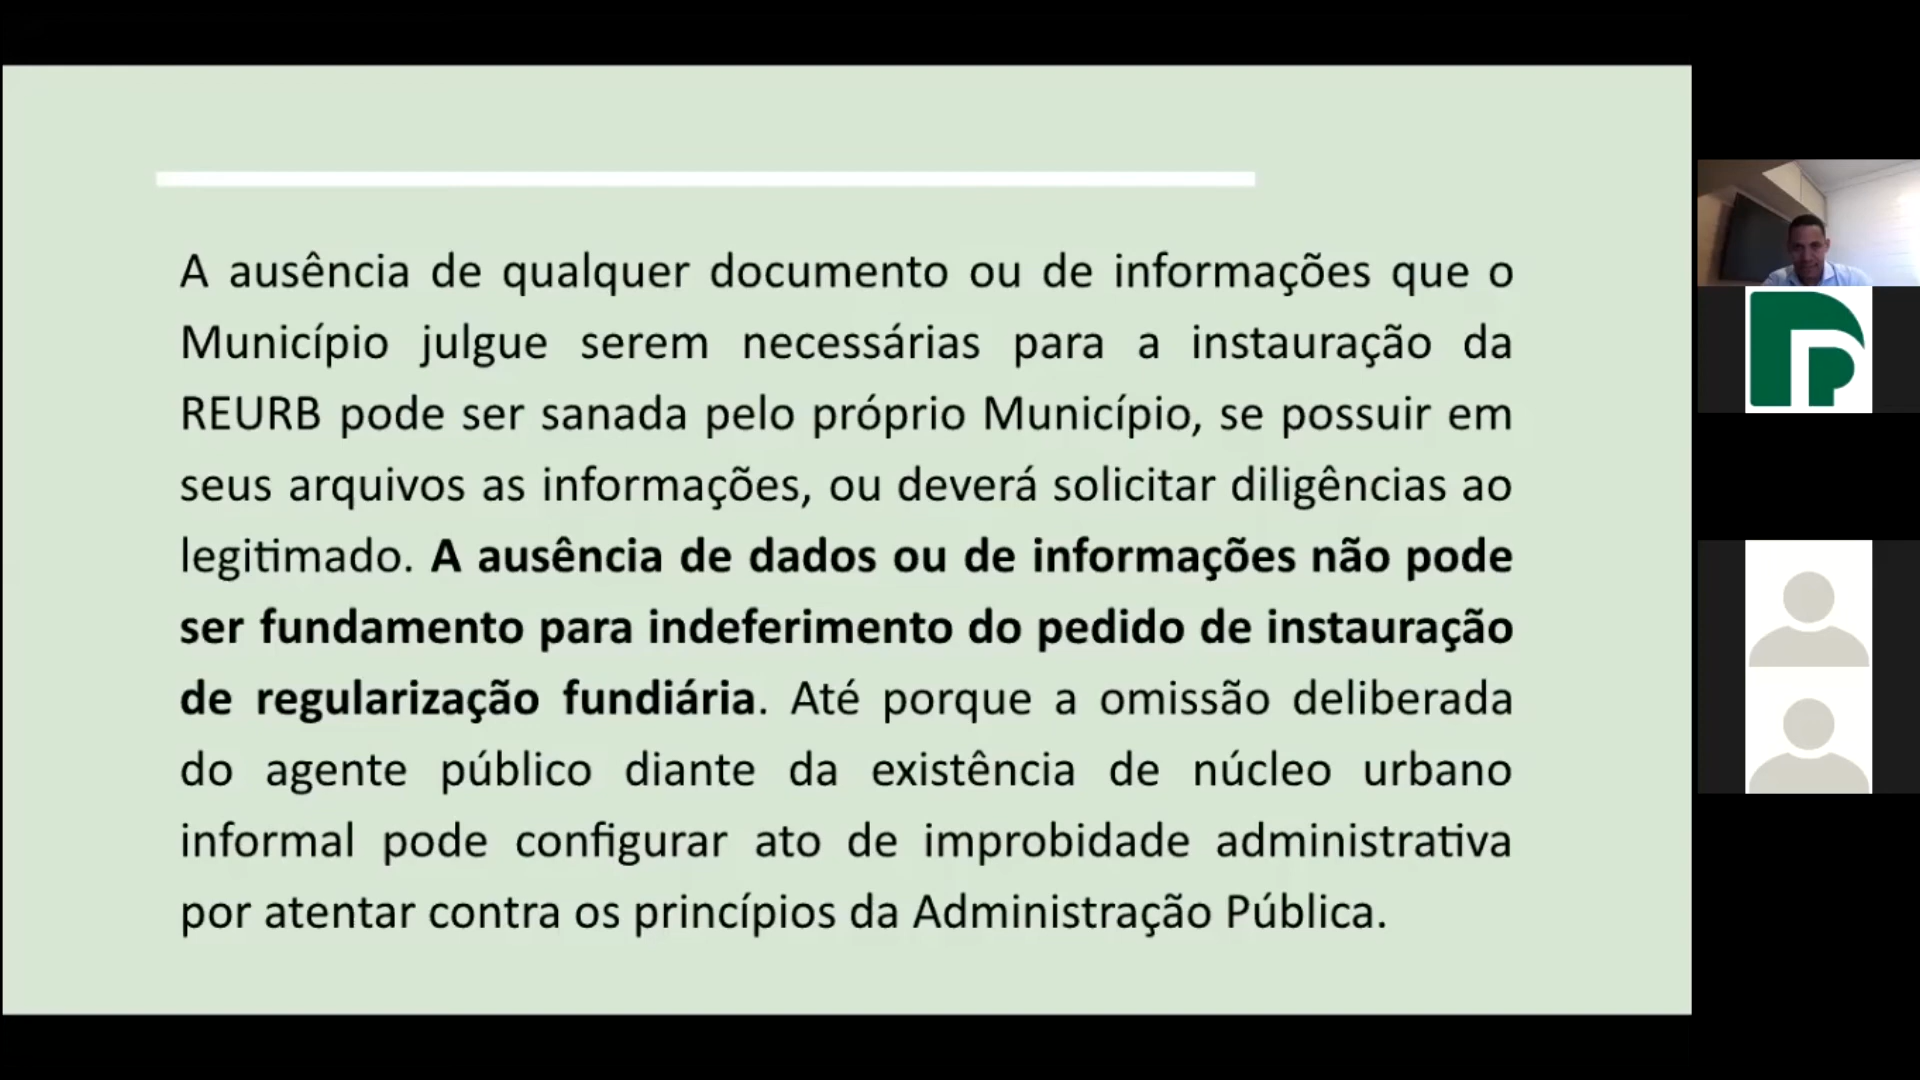 A ausência de qualquer documento ou de informações que o
Município julgue serem necessárias para a instauração da
REURB pode ser sanada pelo próprio Município, se possuir em
seus arquivos as informações, ou deverá solicitar diligências ao
legitimado. A ausência de dados ou de informações não pode
ser fundamento para indeferimento do pedido de instauração
de regularização fundiária. Até porque a omissão deliberada
do agente público diante da existência de núcleo urbano
informal pode configurar ato de improbidade administrativa
por atentar contra os princípios da Administração Pública.